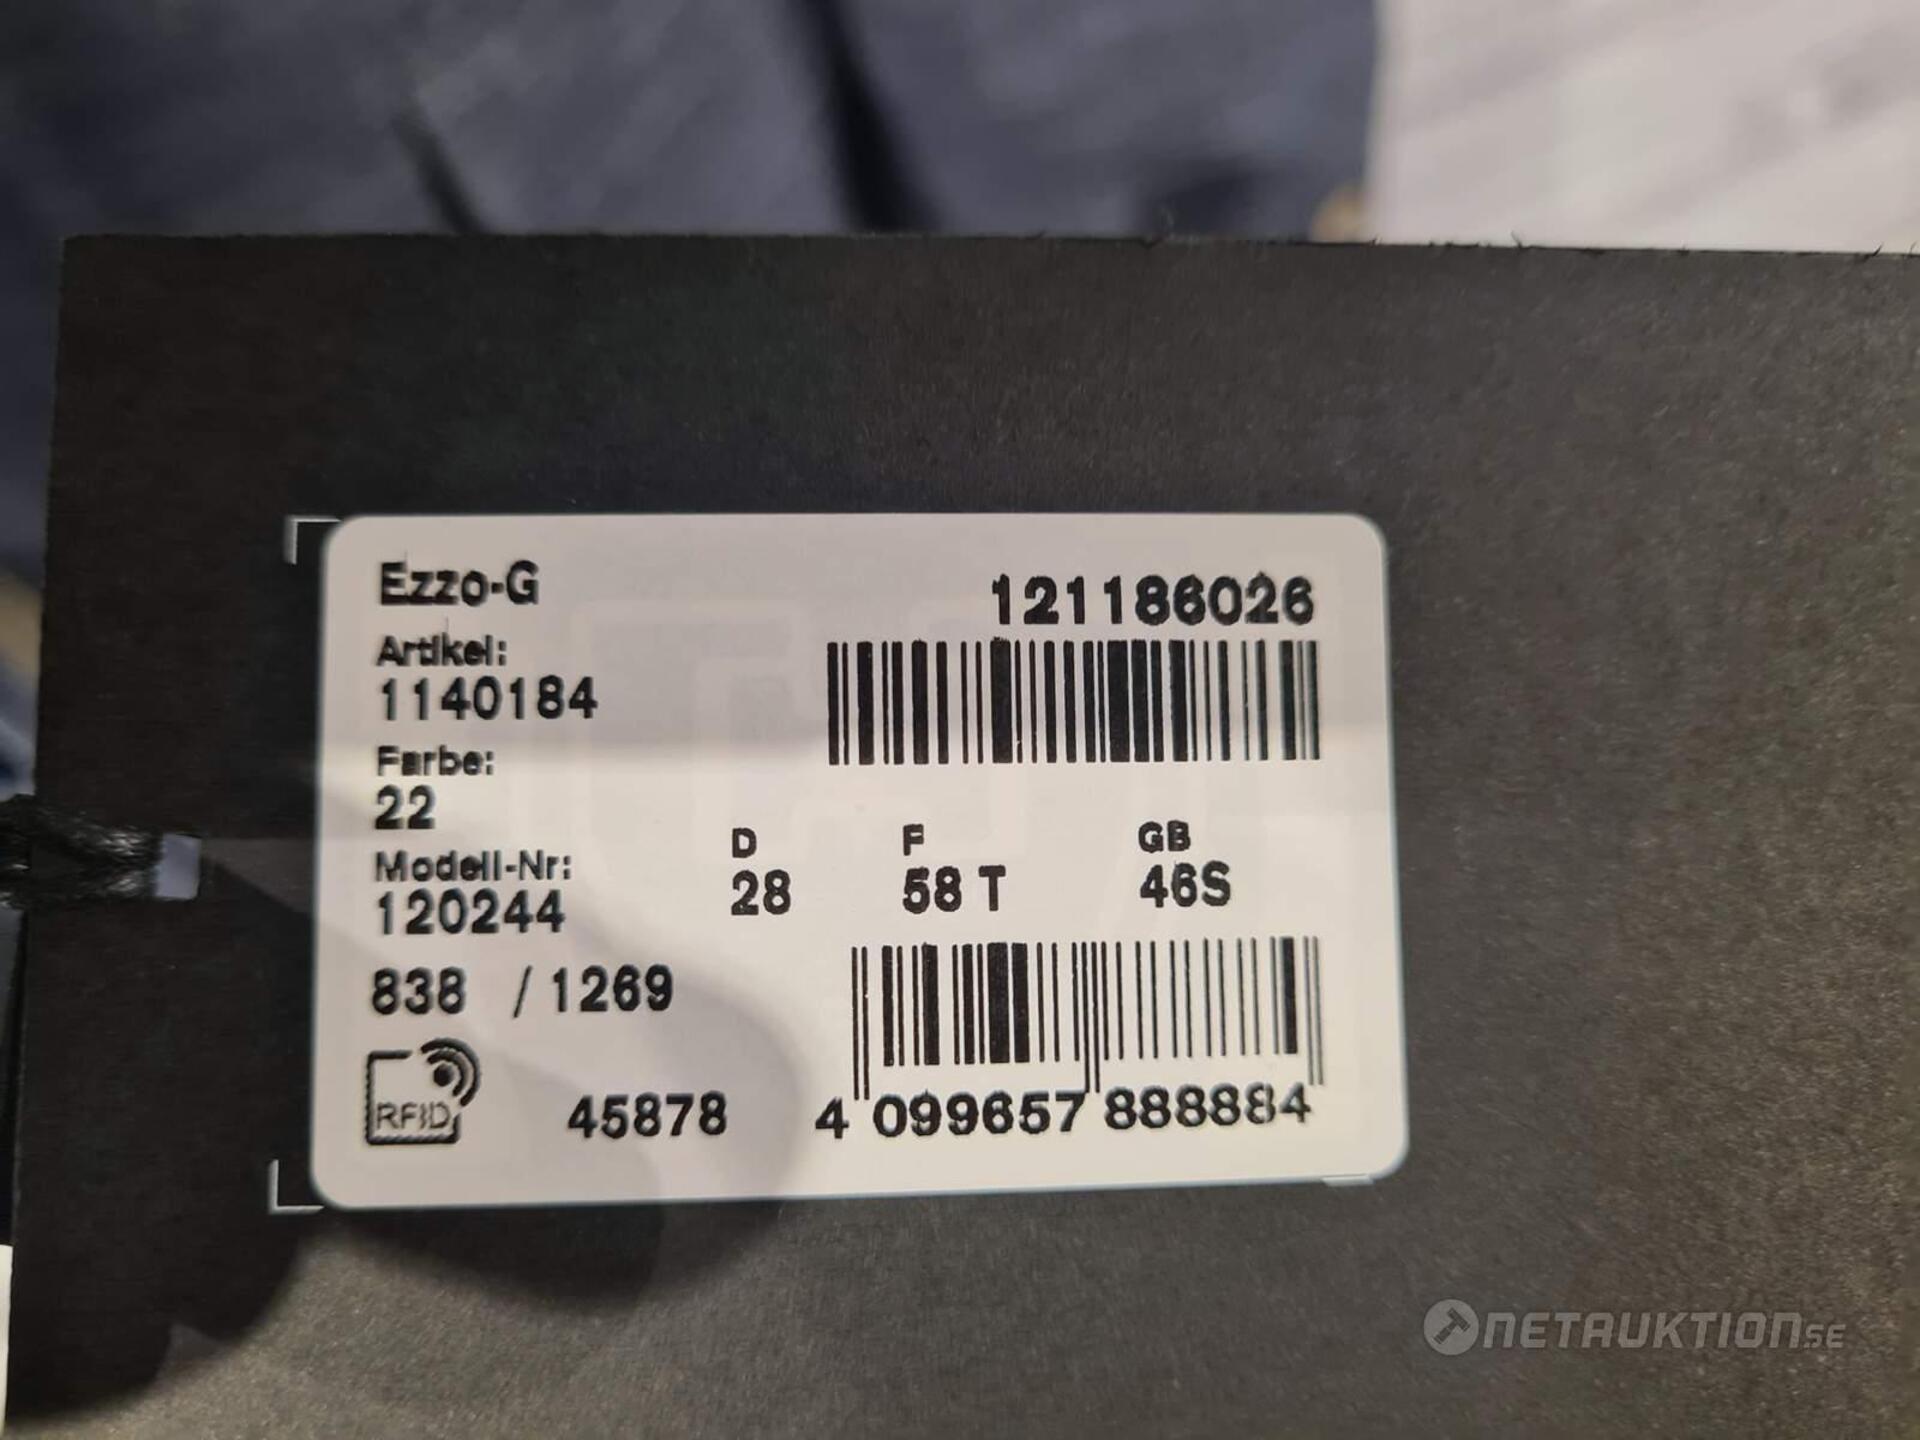 Ezzo-G
121186026
Artikel:
1140184
Farbe:
22
Modell-Nr:
120244
D F GB
28 58 T 46S
838 / 1269
RFID
45878
4 099657 888884
NETAUKTION.SE